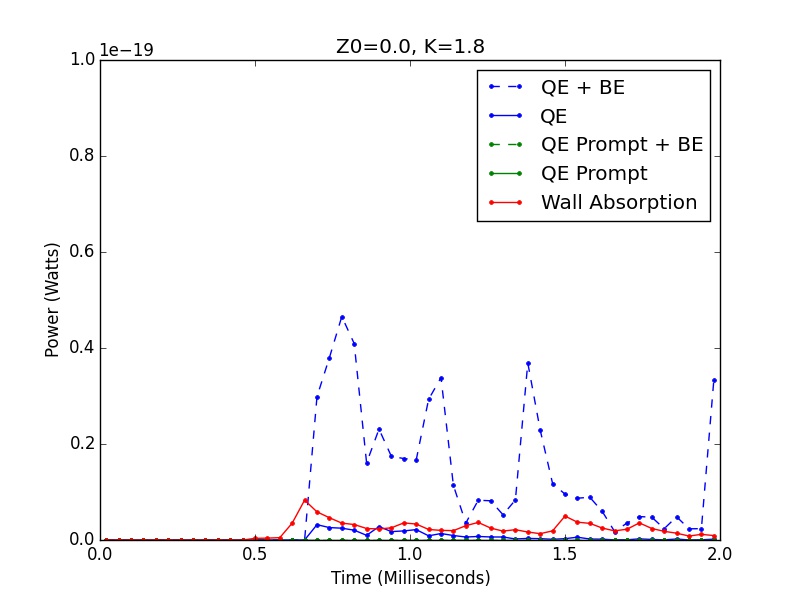 Z0=0.0, K=1.8
1e−19
1.0
0.8
0.6
0.4
0.2
0.0
Power (Watts)
QE + BE
QE
QE Prompt + BE
QE Prompt
Wall Absorption
0.0 0.5 1.0 1.5 2.0
Time (Milliseconds)